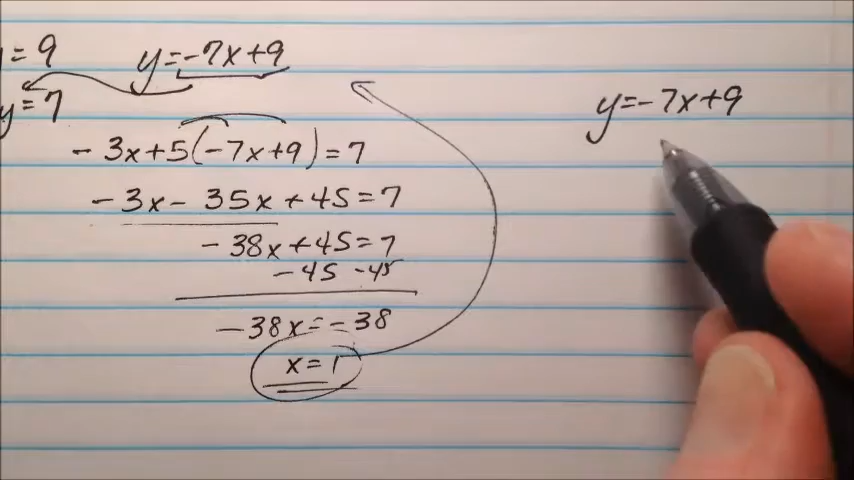 y = 9
y = -7x + 9
y = 7
-3x + 5(-7x + 9) = 7
-3x - 35x + 45 = 7
-38x + 45 = 7
-45 -45
-38x = -38
x = 1
y = -7x + 9